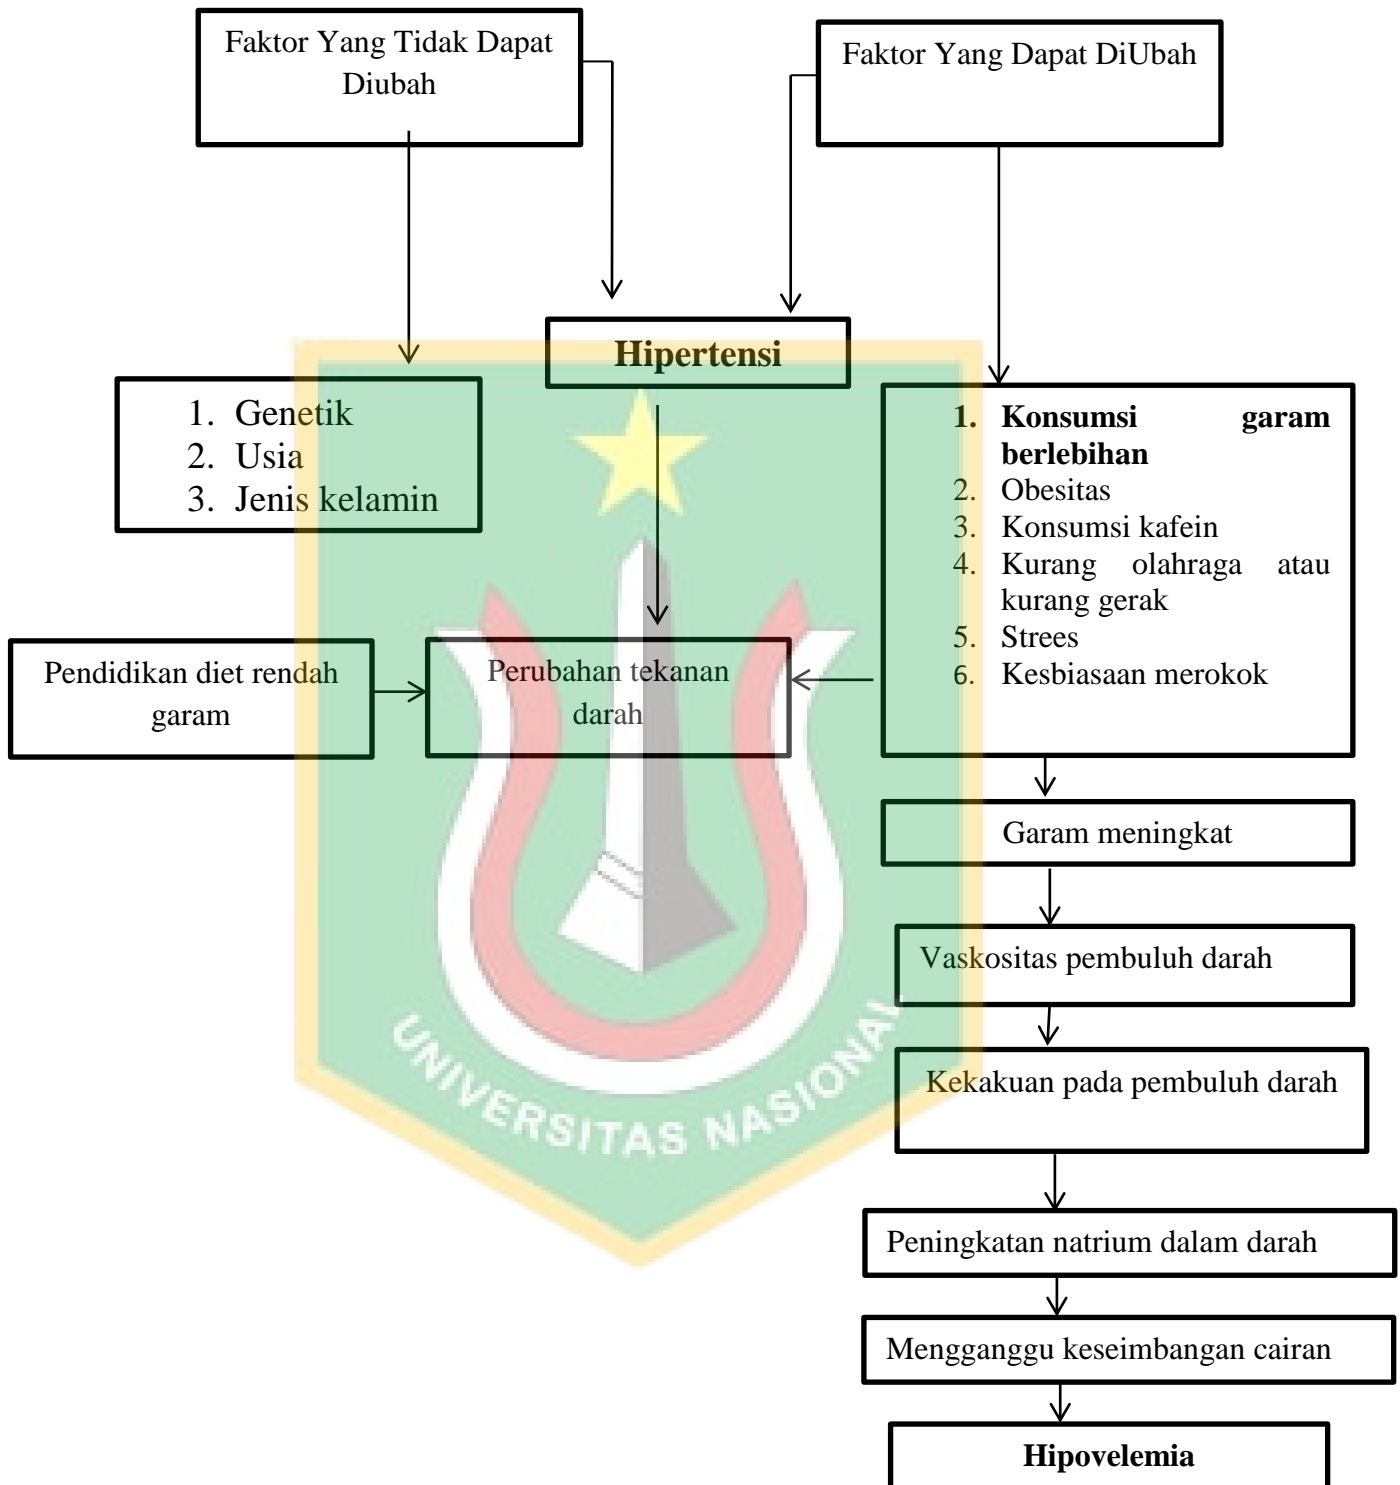 Faktor Yang Tidak Dapat
Diubah
Faktor Yang Dapat DiUbah
Hipertensi
1. Genetik
2. Usia
3. Jenis kelamin
1. Konsumsi garam
berlebihan
2. Obesitas
3. Konsumsi kafein
4. Kurang olahraga atau
kurang gerak
5. Strees
6. Kesbiasaan merokok
Pendidikan diet rendah
garam
Perubahan tekanan
darah
Garam meningkat
Vaskositas pembuluh darah
Kekakuan pada pembuluh darah
Peningkatan natrium dalam darah
Mengganggu keseimbangan cairan
Hipovelemia
UNIVERSITAS NASIONAL